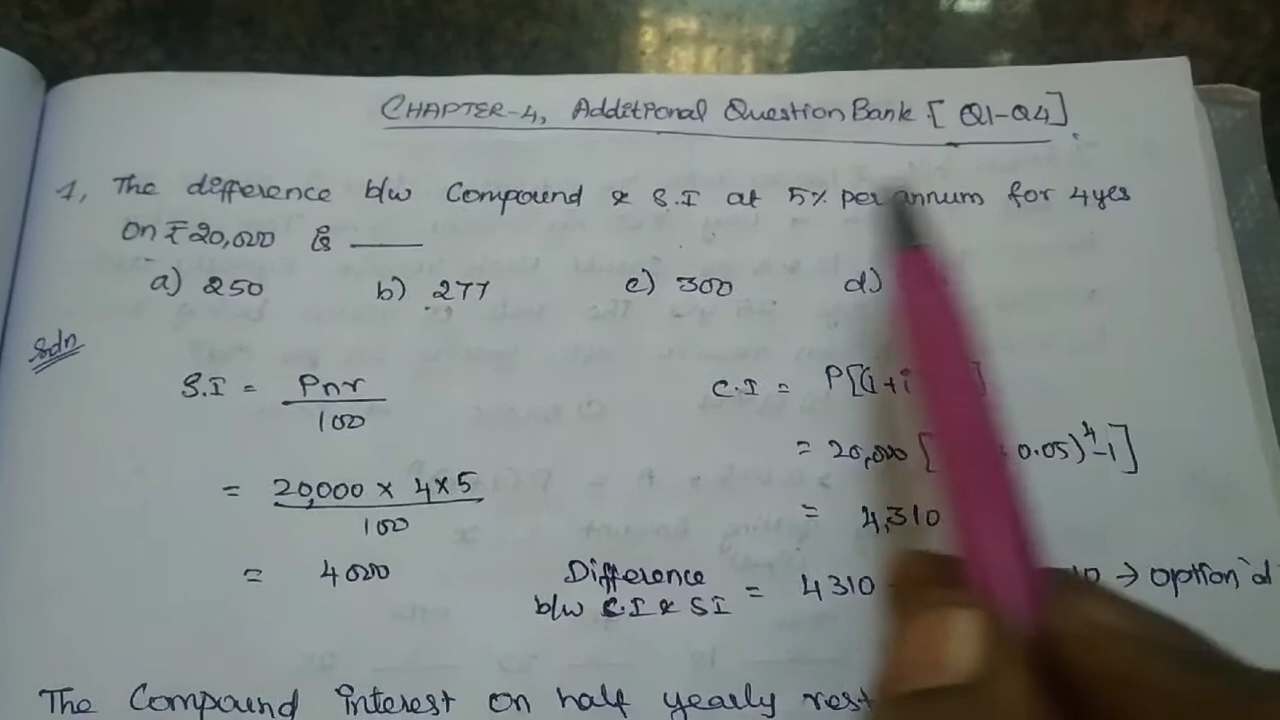 CHAPTER-4, Additional Question Bank [Q1-Q4].
1, The difference b/w Compound & S.I at 5% per annum for 4yrs
on ₹20,000 is ____
a) 250 b) 277 c) 300 d)
Soln
S.I = Pnr / 100 C.I = P[(1+i ]
= 20,000 × 4×5 / 100 = 20,000 [ 0.05)^4-1]
= 4000 = 4,310
Difference b/w C.I & SI = 4310 → option 'd
The Compound interest on half yearly